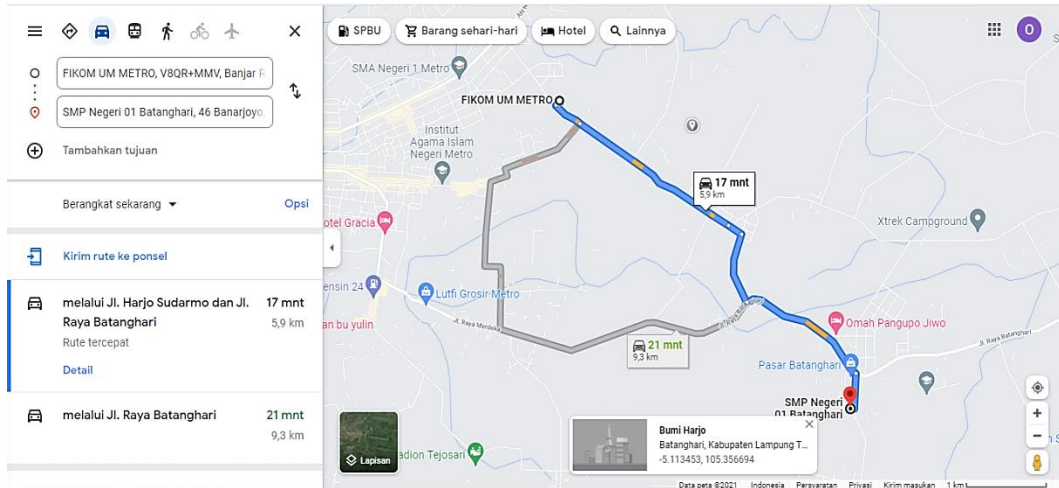 FIKOM UM METRO, V8QR+MMV, Banjar R
SMP Negeri 01 Batanghari, 46 Banarjoyo,
Tambahkan tujuan
Berangkat sekarang
Opsi
Kirim rute ke ponsel
melalui Jl. Harjo Sudarmo dan Jl. 17 mnt
Raya Batanghari 5,9 km
Rute tercepat
Detail
melalui Jl. Raya Batanghari 21 mnt
9,3 km
SPBU
Barang sehari-hari
Hotel
Lainnya
O
SMA Negeri 1 Metro
FIKOM UM METRO
Institut
Agama Islam
Negeri Metro
17 mnt
5,9 km
Xtrek Campground
otel Gracia
ensin 24
Lutfi Grosir Metro
an bu yulin
Jl. Raya Merdeka
Omah Pangupo Jiwo
Jl. Raya Batanghari
21 mnt
9,3 km
Pasar Batanghari
SMP Negeri
01 Batanghari
Bumi Harjo
Batanghari, Kabupaten Lampung T...
-5.113453, 105.356694
Lapisan
adion Tejosari
Data peta ©2021 Indonesia Persyaratan Privasi Kirim masukan 1 km